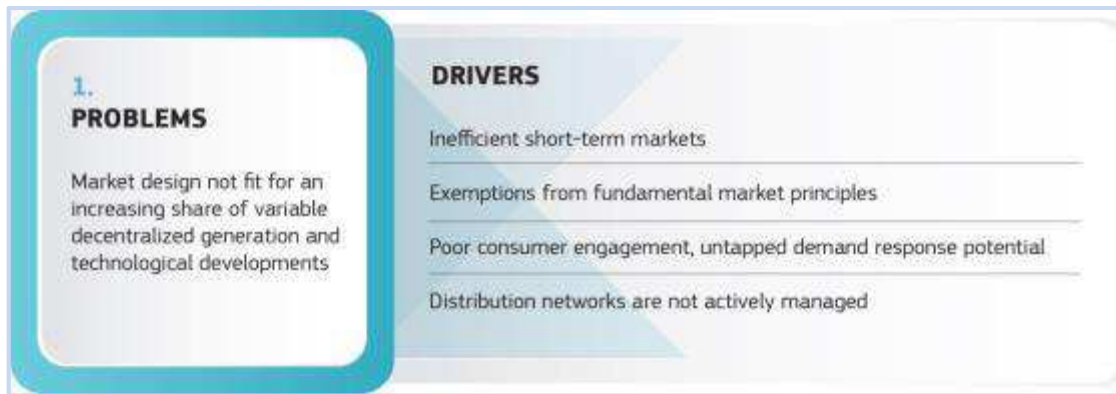 1.
PROBLEMS
Market design not fit for an
increasing share of variable
decentralized generation and
technological developments
DRIVERS
Inefficient short-term markets
Exemptions from fundamental market principles
Poor consumer engagement, untapped demand response potential
Distribution networks are not actively managed